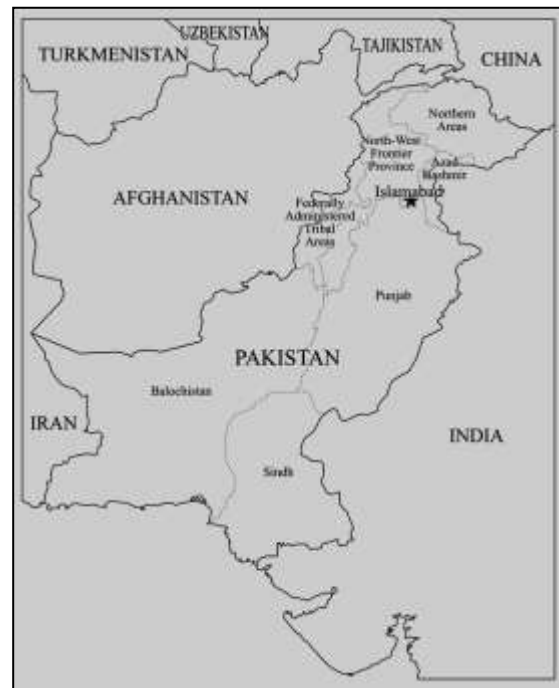 UZBEKISTAN
TAJIKISTAN
TURKMENISTAN
CHINA
Northern
Areas
North-West
Frontier
Province
Azad
Kashmir
Islamabad
AFGHANISTAN
Federally
Administered
Tribal
Areas
Punjab
PAKISTAN
Balochistan
IRAN
INDIA
Sindh